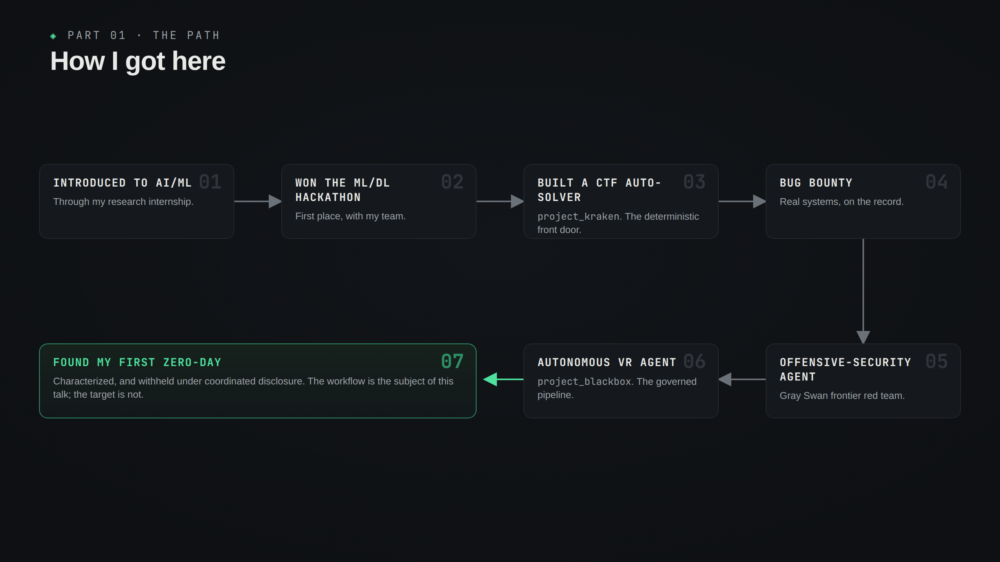 ◈ PART 01 · THE PATH
How I got here
INTRODUCED TO AI/ML 01
Through my research internship.
WON THE ML/DL 02
HACKATHON
First place, with my team.
BUILT A CTF AUTO- 03
SOLVER
project_kraken. The deterministic
front door.
BUG BOUNTY 04
Real systems, on the record.
OFFENSIVE-SECURITY 05
AGENT
Gray Swan frontier red team.
AUTONOMOUS VR AGENT 06
project_blackbox. The governed
pipeline.
FOUND MY FIRST ZERO-DAY 07
Characterized, and withheld under coordinated disclosure. The workflow is the subject of this
talk; the target is not.